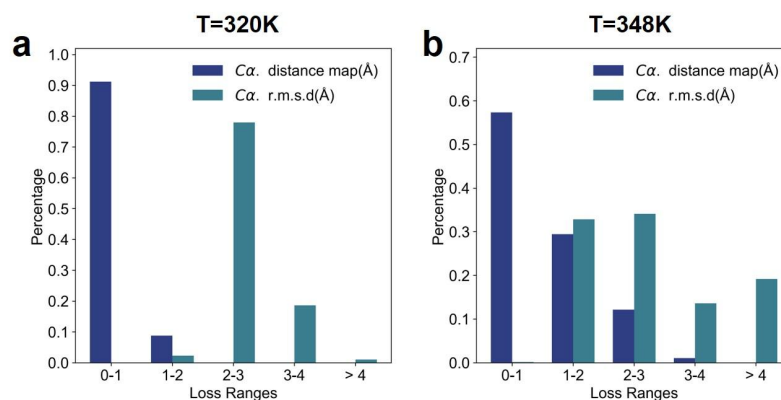 T=320K
a
Cα. distance map(Å)
Cα. r.m.s.d(Å)
Percentage
1.0
0.9
0.8
0.7
0.6
0.5
0.4
0.3
0.2
0.1
0.0
0-1 1-2 2-3 3-4 > 4
Loss Ranges
T=348K
b
Cα. distance map(Å)
Cα. r.m.s.d(Å)
Percentage
0.7
0.6
0.5
0.4
0.3
0.2
0.1
0.0
0-1 1-2 2-3 3-4 > 4
Loss Ranges